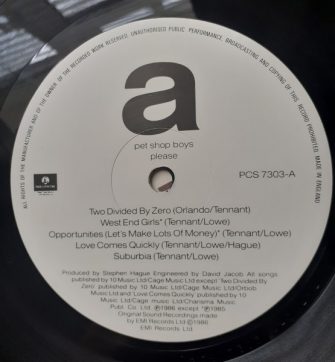 ALL RIGHTS OF THE MANUFACTURER AND OF THE OWNER OF THE RECORDED WORK RESERVED. UNAUTHORISED PUBLIC PERFORMANCE, BROADCASTING AND COPYING OF THIS RECORD PROHIBITED. MADE IN ENGLAND
a
pet shop boys
please
PCS 7303-A
Two Divided By Zero (Orlando/Tennant)
West End Girls* (Tennant/Lowe)
Opportunities (Let's Make Lots Of Money)* (Tennant/Lowe)
Love Comes Quickly (Tennant/Lowe/Hague)
Suburbia (Tennant/Lowe)
Produced by Stephen Hague Engineered by David Jacob. All songs
published by 10 Music Ltd/Cage Music Ltd except 'Two Divided By
Zero' published by 10 Music Ltd/Cage Music Ltd/Orbiob
Music Ltd and 'Love Comes Quickly' published by 10
Music Ltd/Cage Music Ltd/Charisma Music
Publ. Co. Ltd. ℗1986 except *℗1985
Original Sound Recordings made
by EMI Records Ltd ©1986
EMI Records Ltd.